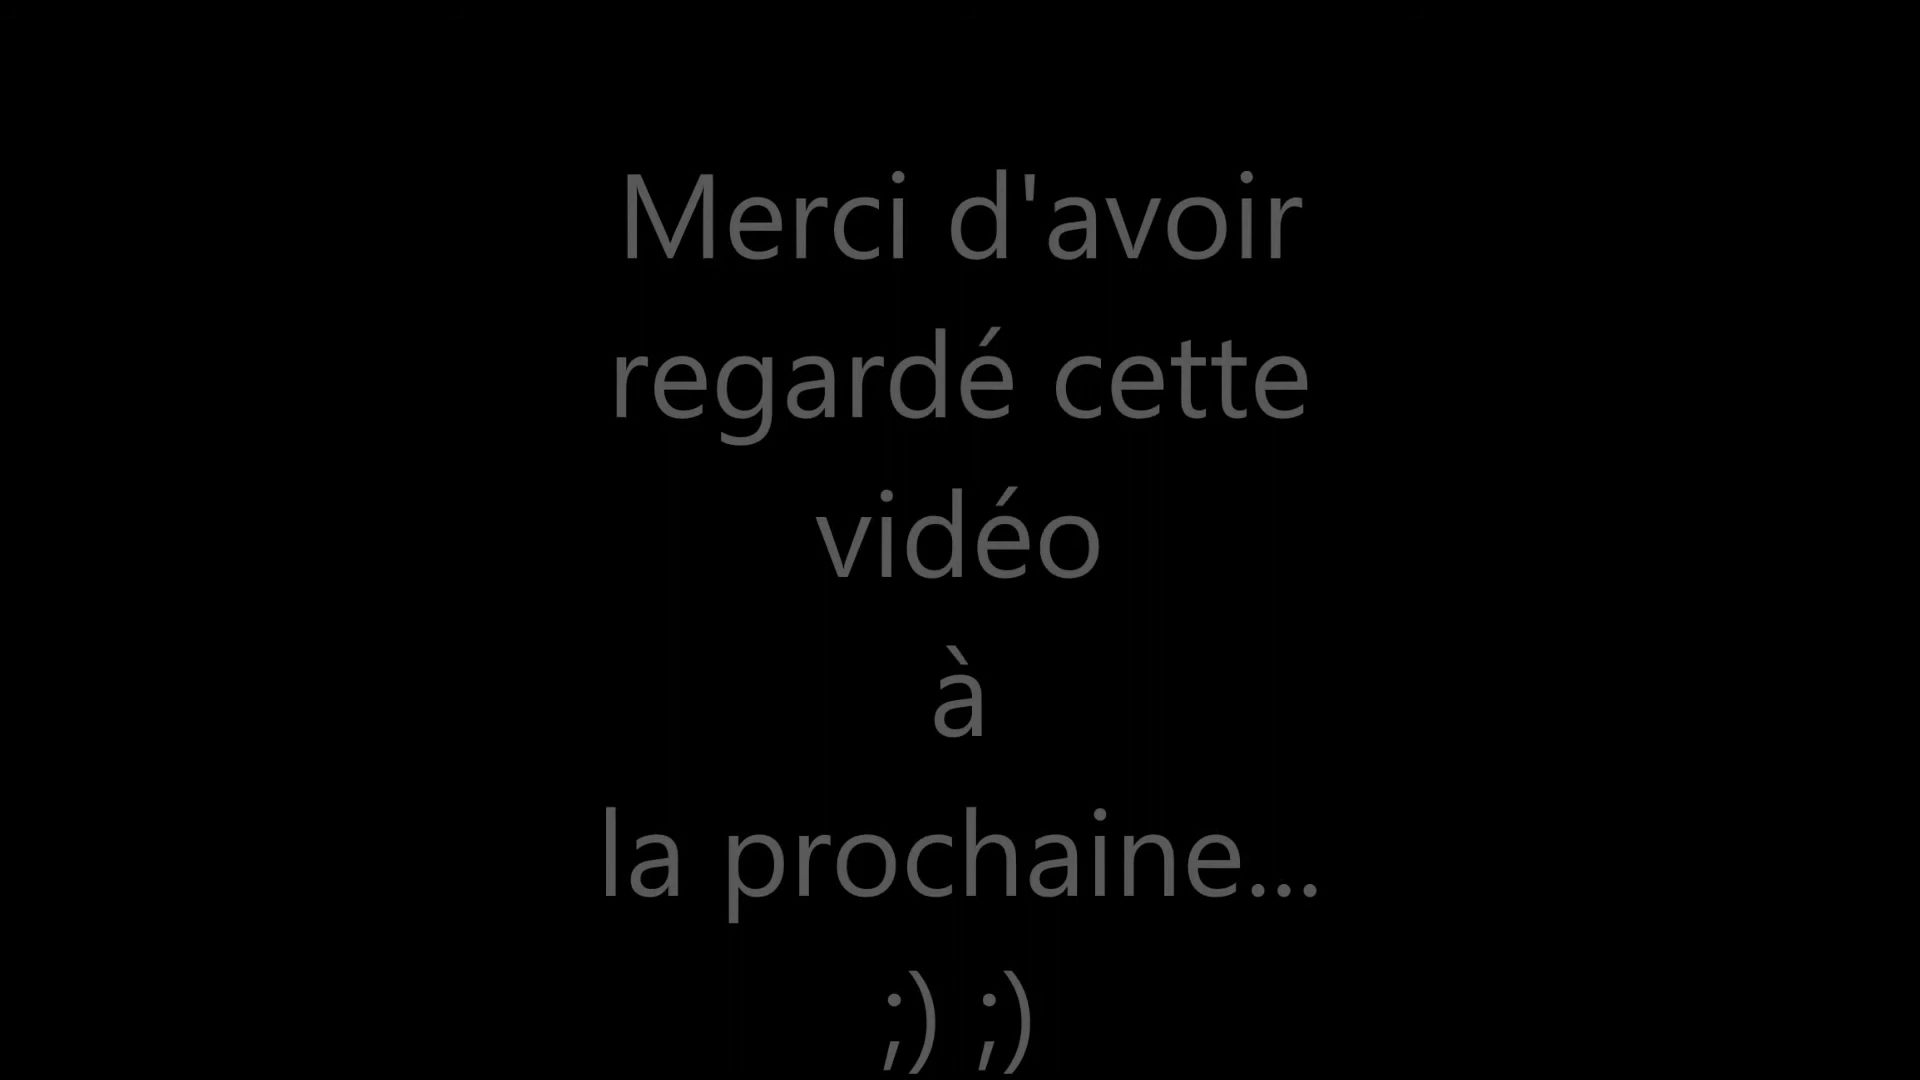 Merci d'avoir
regardé cette
vidéo
à
la prochaine...
;) ;)